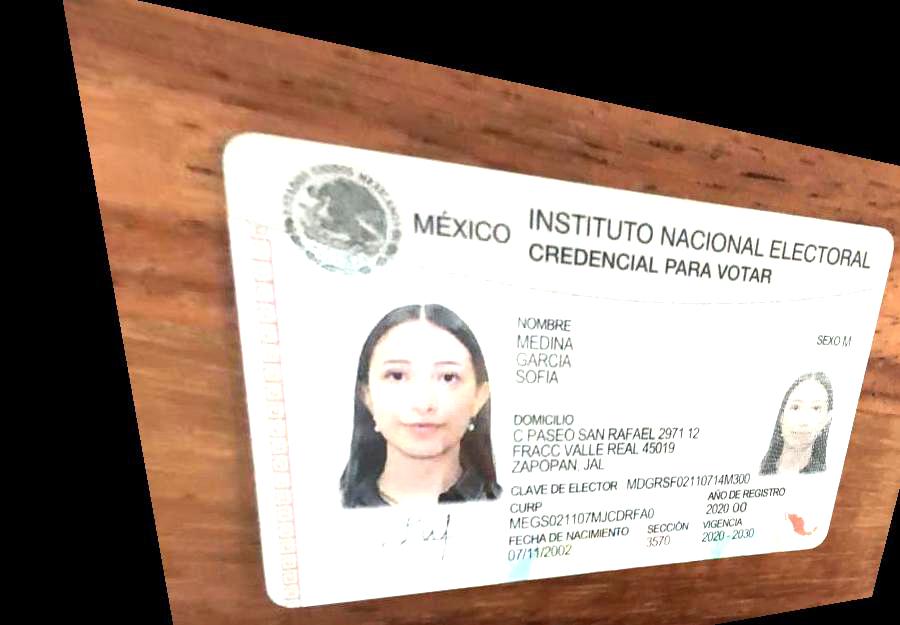 ESTADOS UNIDOS MEXICANOS
MÉXICO
INSTITUTO NACIONAL ELECTORAL
CREDENCIAL PARA VOTAR
NOMBRE
MEDINA
GARCIA
SOFIA
SEXO M
DOMICILIO
C PASEO SAN RAFAEL 2971 12
FRACC VALLE REAL 45019
ZAPOPAN, JAL
CLAVE DE ELECTOR MDGRSF02110714M300
CURP
MEGS021107MJCDRFA0
AÑO DE REGISTRO
2020 00
FECHA DE NACIMIENTO
07/11/2002
SECCIÓN
3570
VIGENCIA
2020 - 2030